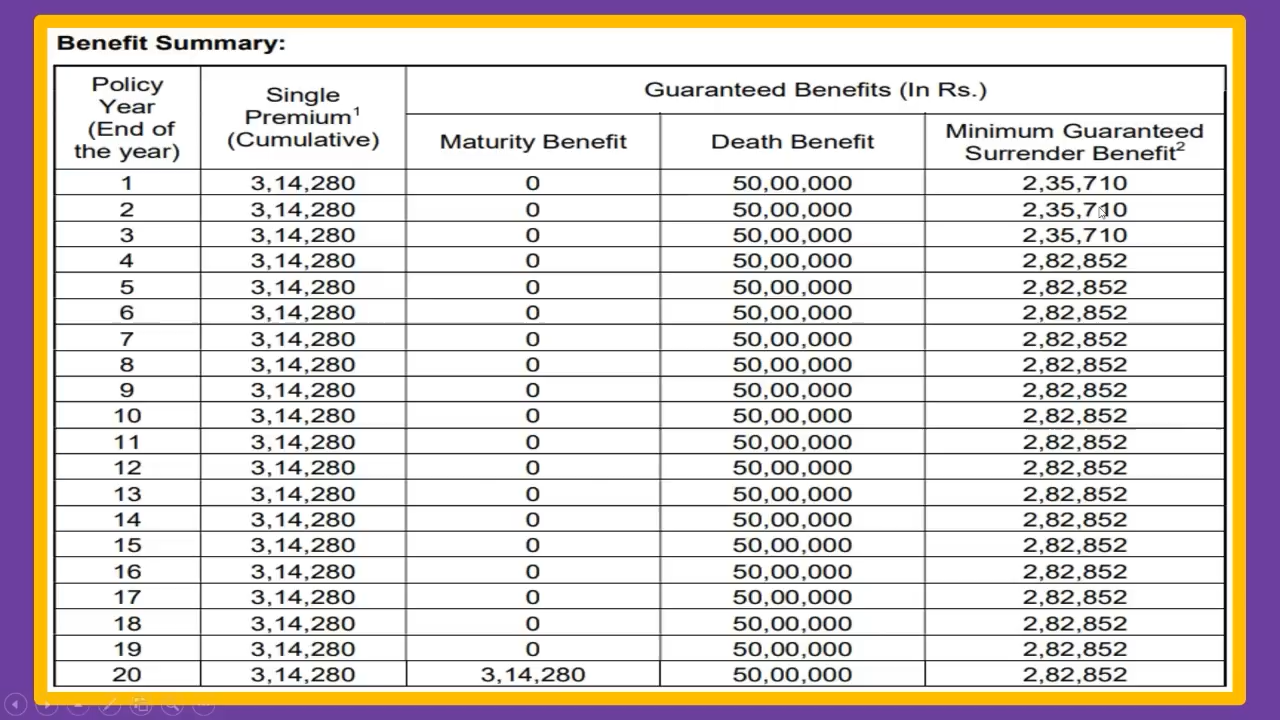 Benefit Summary:
Policy
Year
(End of
the year)
Single
Premium1
(Cumulative)
Guaranteed Benefits (In Rs.)
Maturity Benefit
Death Benefit
Minimum Guaranteed
Surrender Benefit2
1 3,14,280 0 50,00,000 2,35,710
2 3,14,280 0 50,00,000 2,35,710
3 3,14,280 0 50,00,000 2,35,710
4 3,14,280 0 50,00,000 2,82,852
5 3,14,280 0 50,00,000 2,82,852
6 3,14,280 0 50,00,000 2,82,852
7 3,14,280 0 50,00,000 2,82,852
8 3,14,280 0 50,00,000 2,82,852
9 3,14,280 0 50,00,000 2,82,852
10 3,14,280 0 50,00,000 2,82,852
11 3,14,280 0 50,00,000 2,82,852
12 3,14,280 0 50,00,000 2,82,852
13 3,14,280 0 50,00,000 2,82,852
14 3,14,280 0 50,00,000 2,82,852
15 3,14,280 0 50,00,000 2,82,852
16 3,14,280 0 50,00,000 2,82,852
17 3,14,280 0 50,00,000 2,82,852
18 3,14,280 0 50,00,000 2,82,852
19 3,14,280 0 50,00,000 2,82,852
20 3,14,280 3,14,280 50,00,000 2,82,852